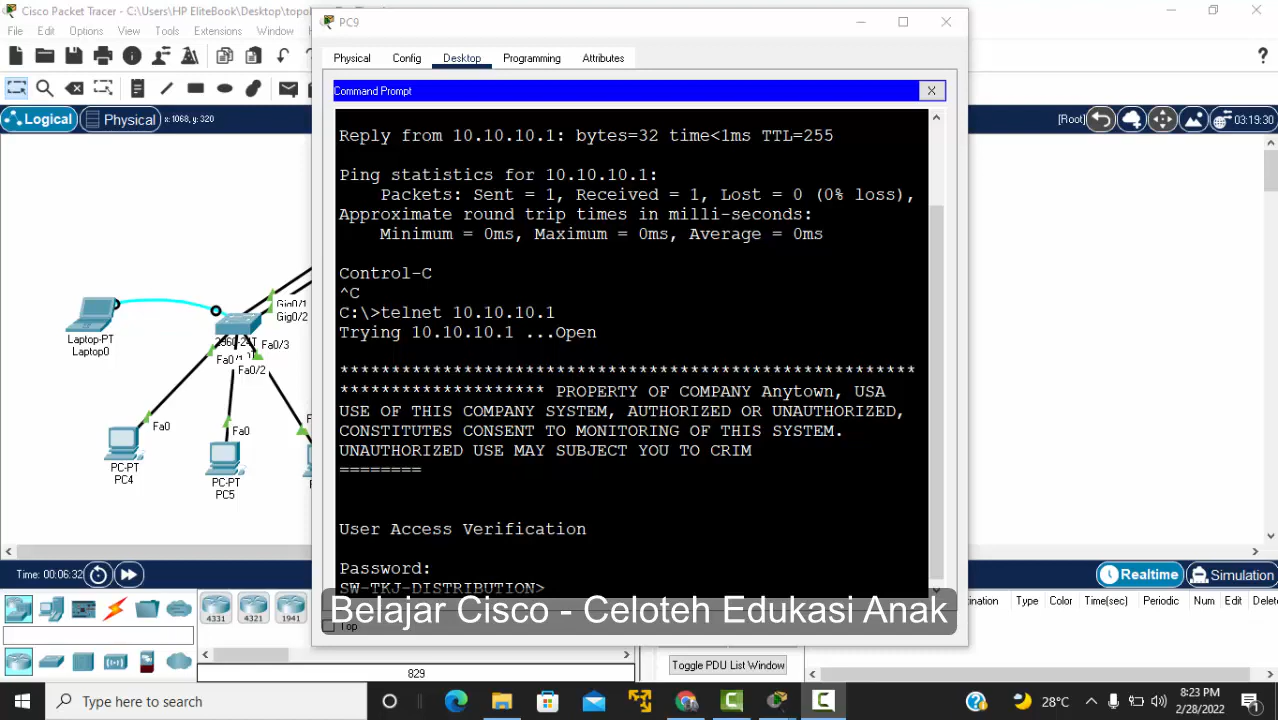 Cisco Packet Tracer - C:\Users\HP EliteBook\Desktop\topol
PC9
File Edit Options View Tools Extensions Window
Physical Config Desktop Programming Attributes
Command Prompt X
Logical Physical x: 1068, y: 320
[Root] 03:19:30
Reply from 10.10.10.1: bytes=32 time<1ms TTL=255
Ping statistics for 10.10.10.1:
Packets: Sent = 1, Received = 1, Lost = 0 (0% loss),
Approximate round trip times in milli-seconds:
Minimum = 0ms, Maximum = 0ms, Average = 0ms
Control-C
^C
C:\>telnet 10.10.10.1
Trying 10.10.10.1 ...Open
********************************************************
******************** PROPERTY OF COMPANY Anytown, USA
USE OF THIS COMPANY SYSTEM, AUTHORIZED OR UNAUTHORIZED,
CONSTITUTES CONSENT TO MONITORING OF THIS SYSTEM.
UNAUTHORIZED USE MAY SUBJECT YOU TO CRIM
========
User Access Verification
Password:
SW-TKJ-DISTRIBUTION>
Belajar Cisco - Celoteh Edukasi Anak
Top
Gig0/1
Gig0/2
Laptop-PT
Laptop0
Fa0/3
Fa0/1
Fa0/2
Fa0
Fa0
PC-PT
PC4
PC-PT
PC5
Time: 00:06:32
Realtime Simulation
4331 4321 1941
829
Type Color Time(sec) Periodic Num Edit
Toggle PDU List Window
Type here to search
28°C
8:23 PM
2/28/2022